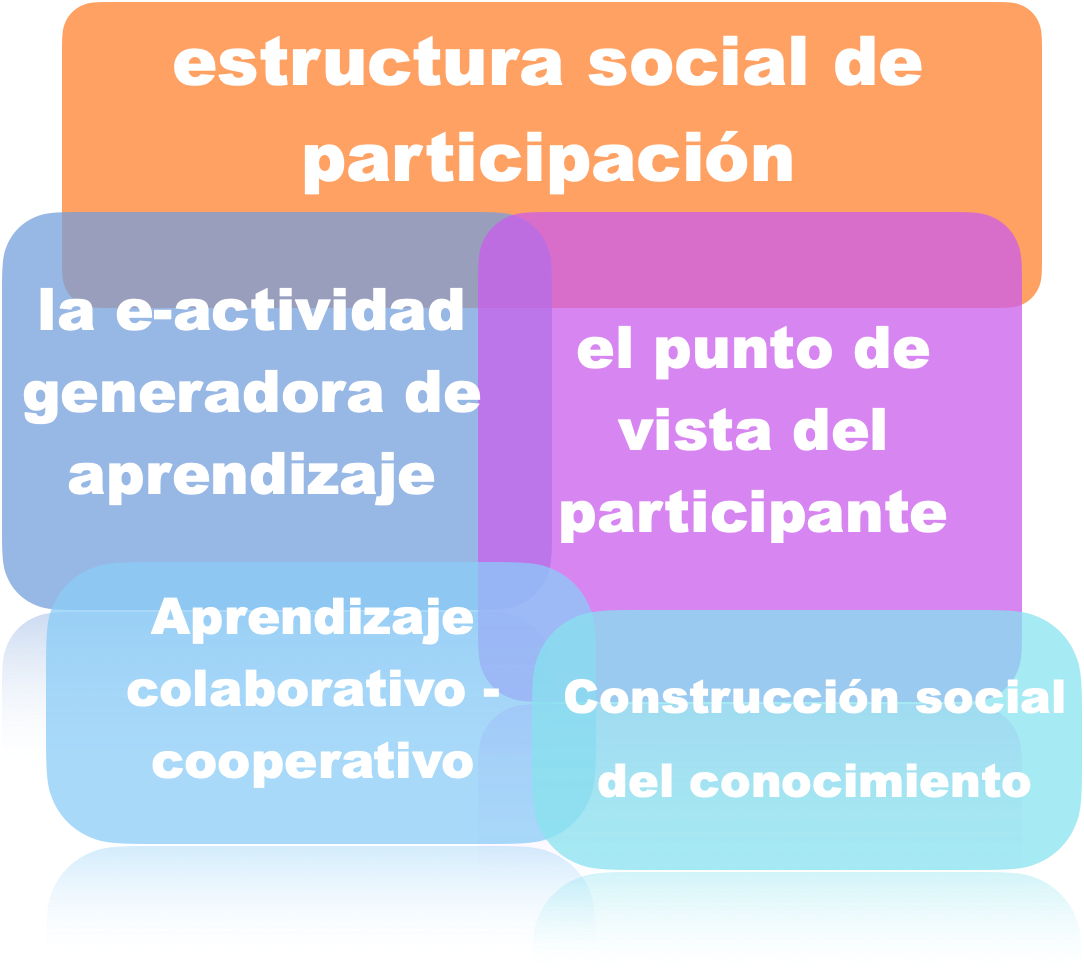 estructura social de
participación
la e-actividad
generadora de
aprendizaje
el punto de
vista del
participante
Aprendizaje
colaborativo -
cooperativo
Construcción social
del conocimiento